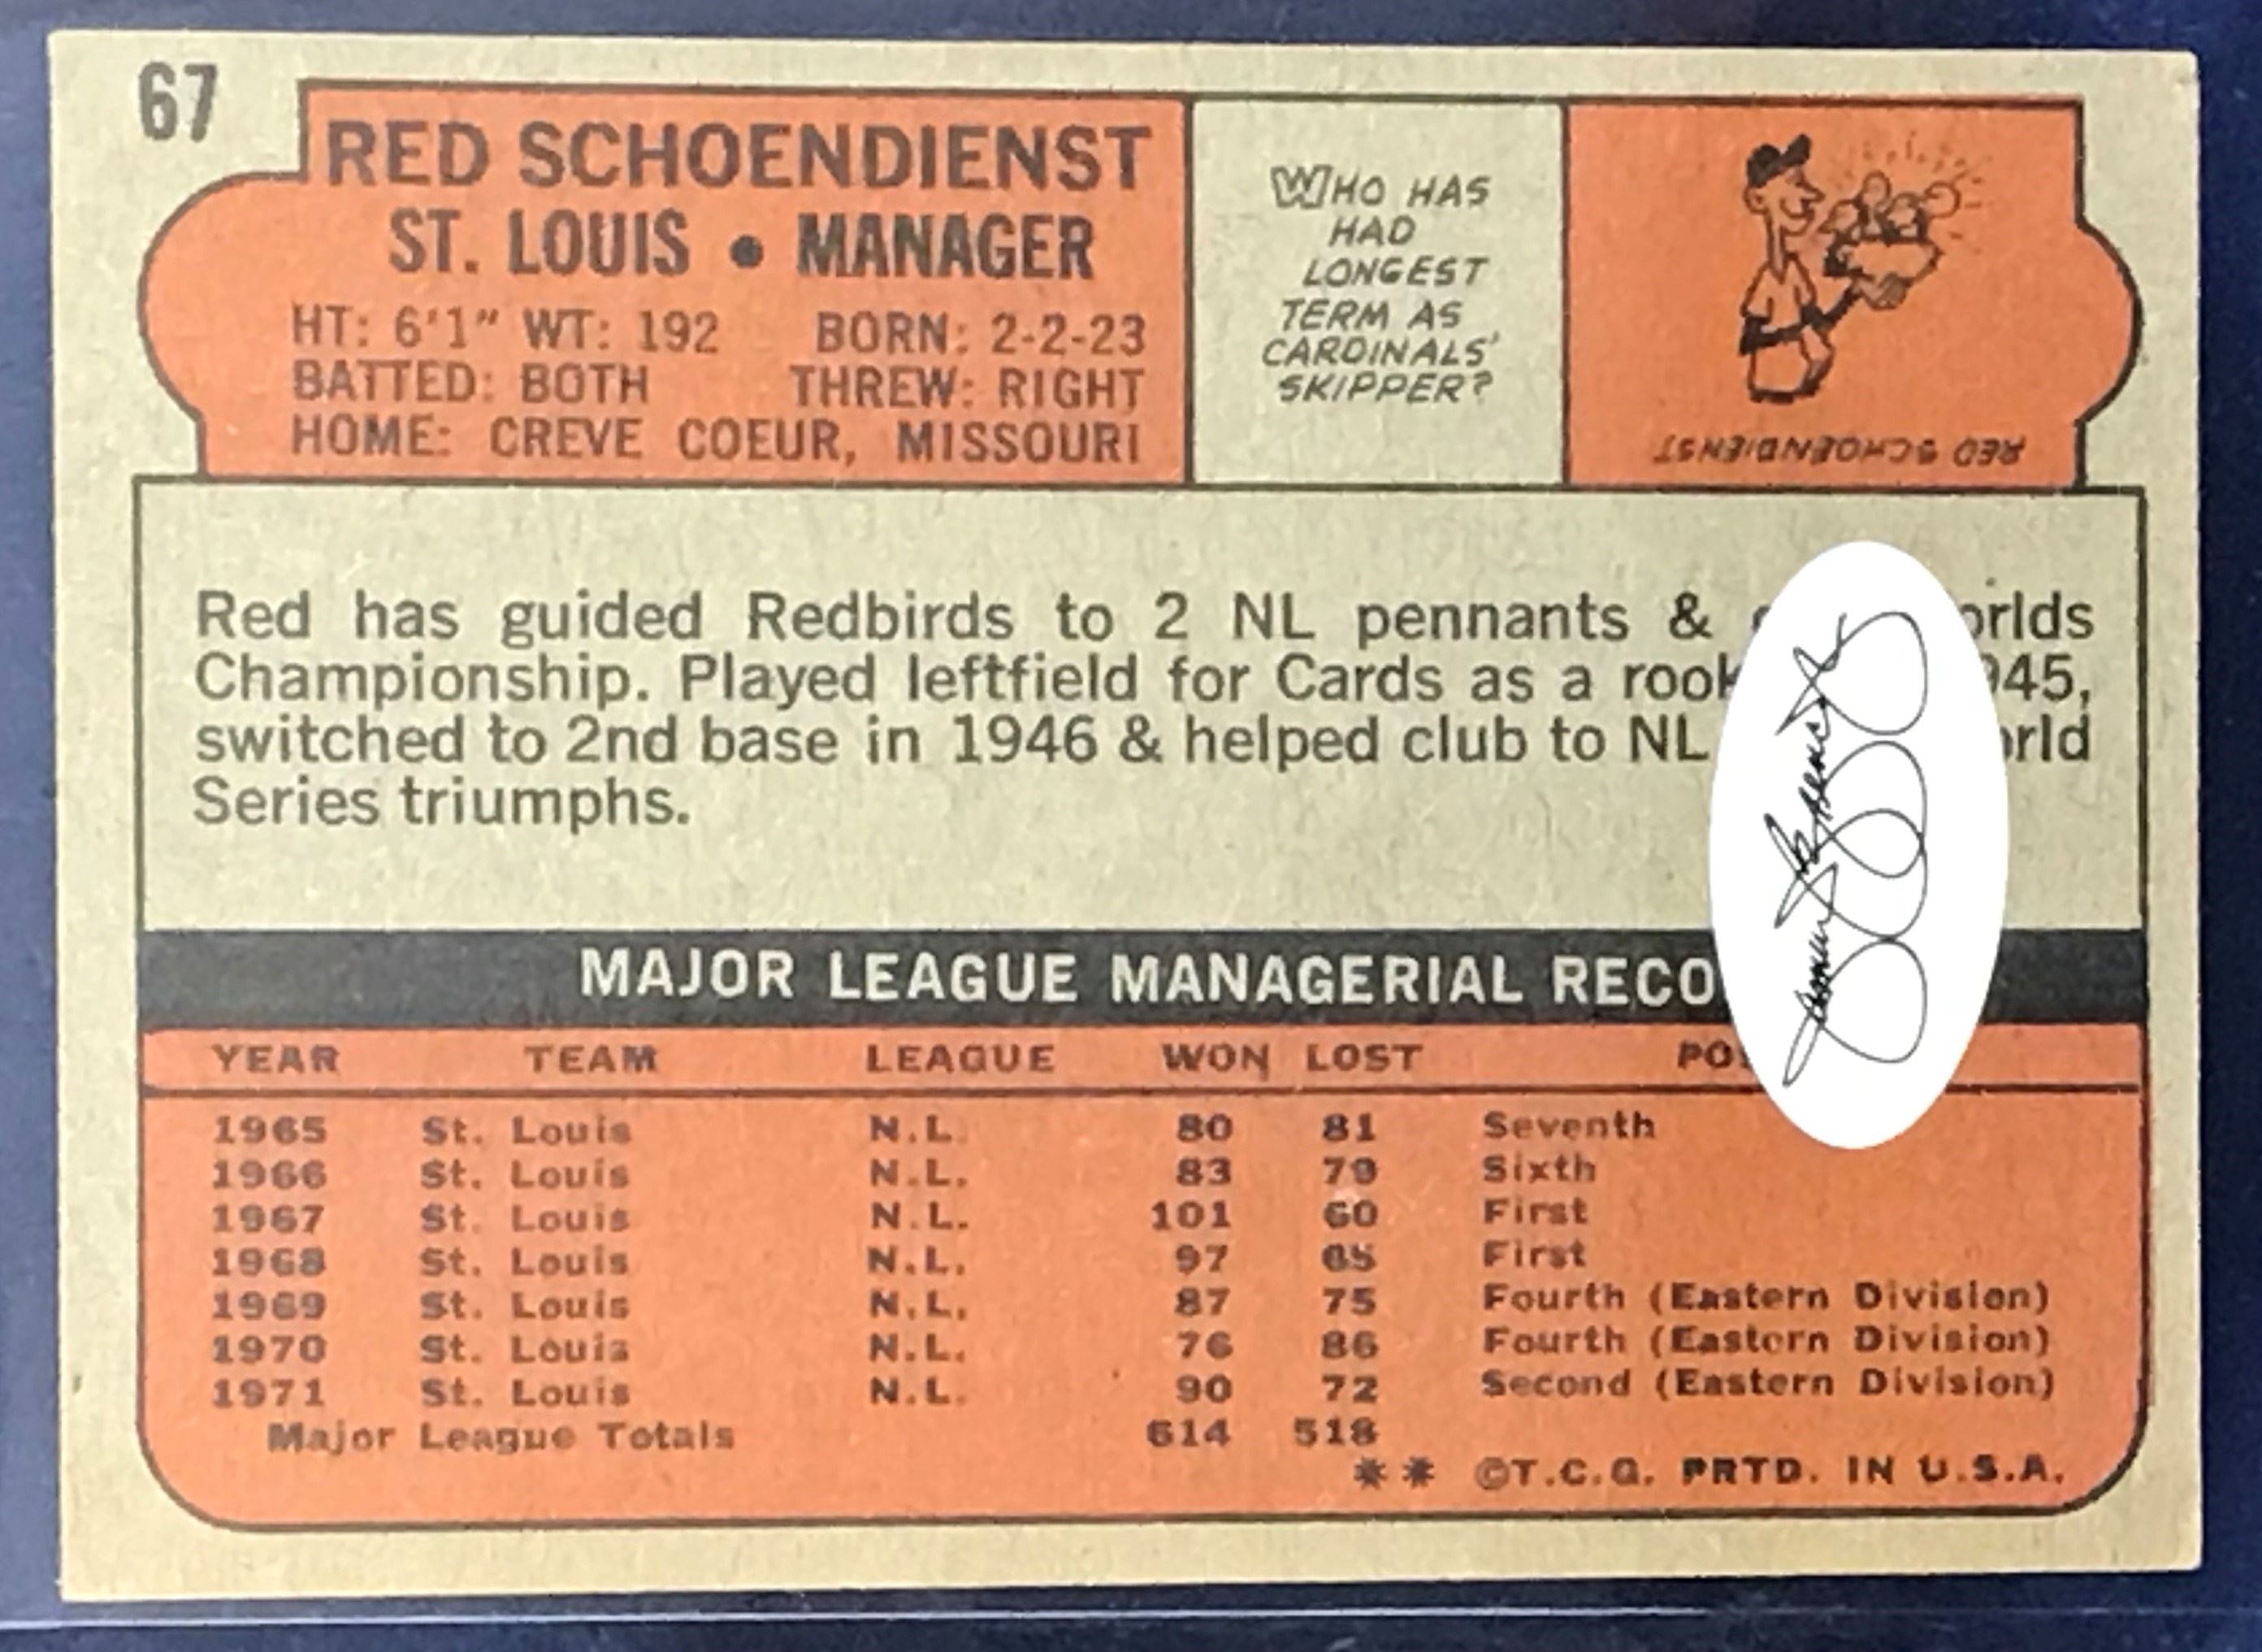 67
RED SCHOENDIENST
ST. LOUIS • MANAGER
HT: 6'1" WT: 192 BORN: 2-2-23
BATTED: BOTH THREW: RIGHT
HOME: CREVE COEUR, MISSOURI
WHO HAS
HAD
LONGEST
TERM AS
CARDINALS'
SKIPPER?
RED SCHOENDIENST
Red has guided Redbirds to 2 NL pennants & orlds
Championship. Played leftfield for Cards as a rook 945,
switched to 2nd base in 1946 & helped club to NL orld
Series triumphs.
MAJOR LEAGUE MANAGERIAL RECO
YEAR TEAM LEAGUE WON LOST POS
1965 St. Louis N.L. 80 81 Seventh
1966 St. Louis N.L. 83 79 Sixth
1967 St. Louis N.L. 101 60 First
1968 St. Louis N.L. 97 65 First
1969 St. Louis N.L. 87 75 Fourth (Eastern Division)
1970 St. Louis N.L. 76 86 Fourth (Eastern Division)
1971 St. Louis N.L. 90 72 Second (Eastern Division)
Major League Totals 614 518
** ©T.C.G. PRTD. IN U.S.A.